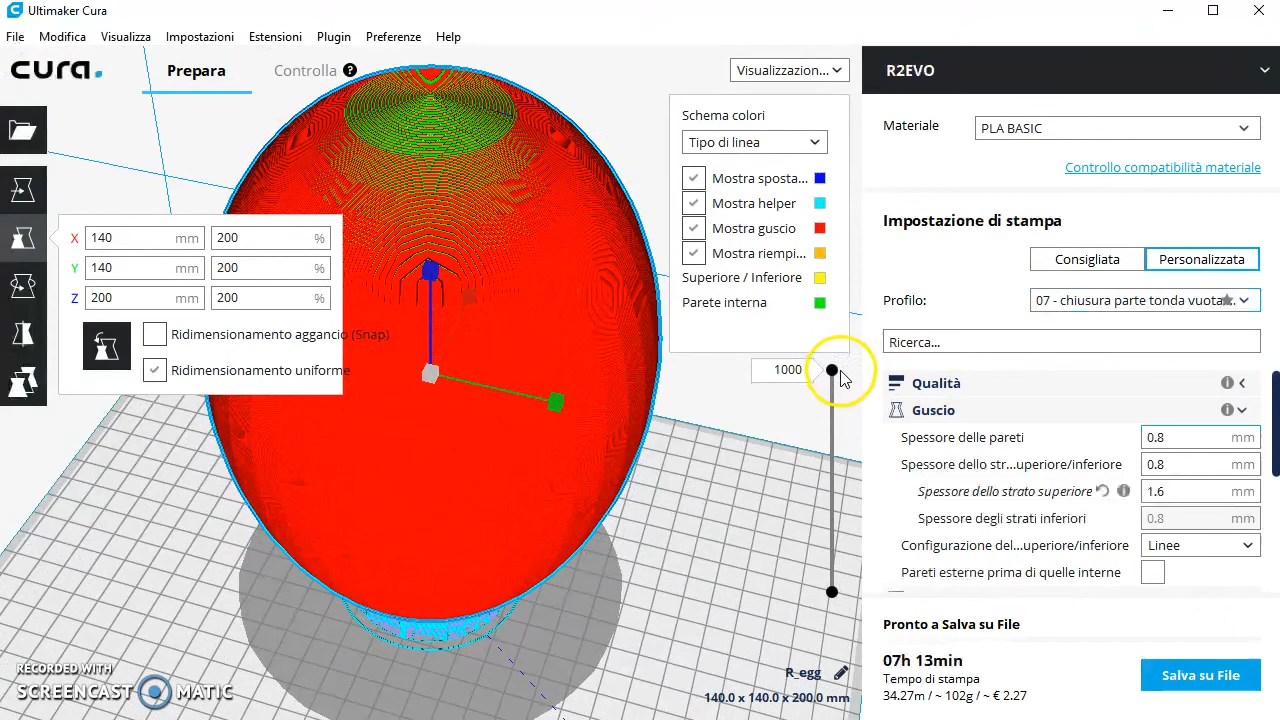 Ultimaker Cura
File Modifica Visualizza Impostazioni Estensioni Plugin Preferenze Help
cura.
Prepara
Controlla ?
Visualizzazion...
Schema colori
Tipo di linea
Mostra sposta...
Mostra helper
Mostra guscio
Mostra riempi...
Superiore / Inferiore
Parete interna
X 140 mm 200 %
Y 140 mm 200 %
Z 200 mm 200 %
Ridimensionamento aggancio (Snap)
Ridimensionamento uniforme
1000
R_egg
140.0 x 140.0 x 200.0 mm
RECORDED WITH
SCREENCAST MATIC
R2EVO
Materiale PLA BASIC
Controllo compatibilità materiale
Impostazione di stampa
Consigliata Personalizzata
Profilo: 07 - chiusura parte tonda vuota...
Ricerca...
Qualità
Guscio
Spessore delle pareti 0.8 mm
Spessore dello str...uperiore/inferiore 0.8 mm
Spessore dello strato superiore 1.6 mm
Spessore degli strati inferiori 0.8 mm
Configurazione del...uperiore/inferiore Linee
Pareti esterne prima di quelle interne
Pronto a Salva su File
07h 13min
Tempo di stampa
34.27m / ~ 102g / ~ € 2.27
Salva su File